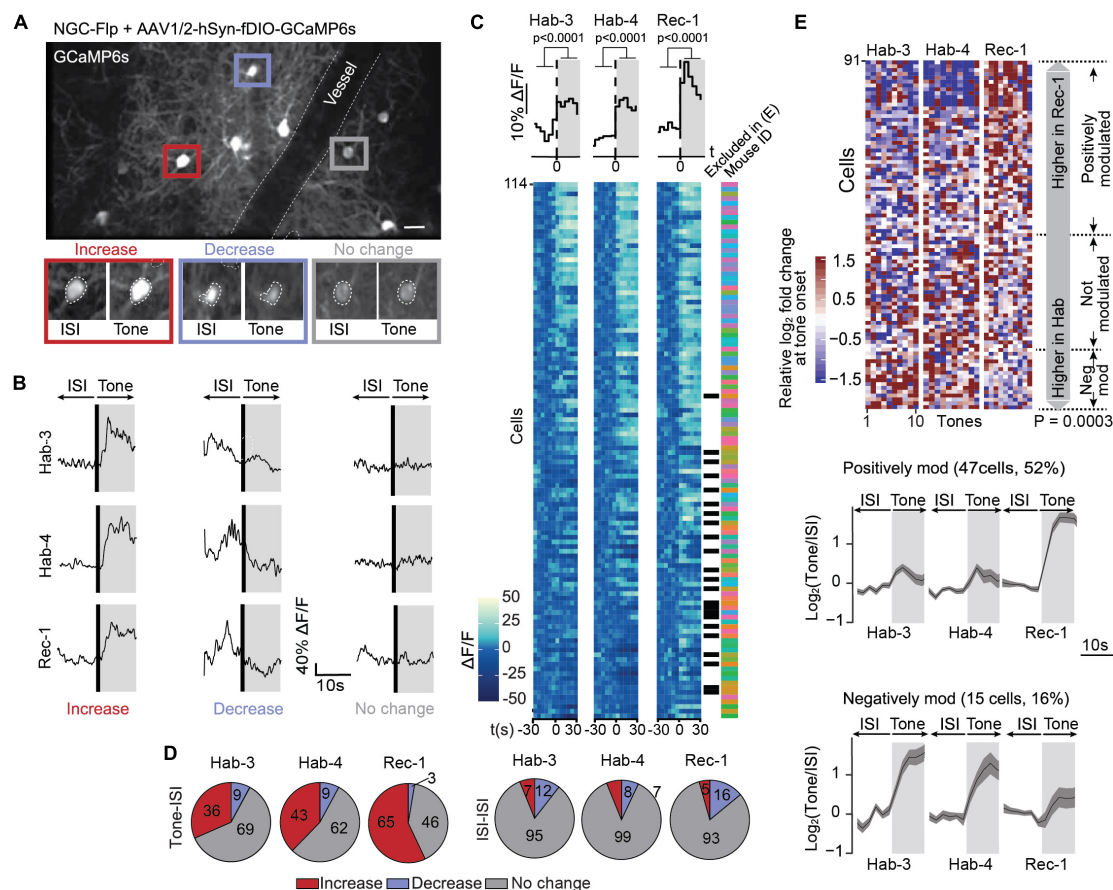 A
NGC-Flp + AAV1/2-hSyn-fDIO-GCaMP6s
GCaMP6s
Vessel
Increase
Decrease
No change
ISI Tone
ISI Tone
ISI Tone
B
ISI Tone
ISI Tone
ISI Tone
Hab-3
Hab-4
Rec-1
40% ΔF/F
10s
Increase
Decrease
No change
C
Hab-3 Hab-4 Rec-1
p<0.0001 p<0.0001 p<0.0001
10% ΔF/F
0 0 0
t
Excluded in (E)
Mouse ID
114
Cells
ΔF/F
50
25
0
-25
-50
t(s) -30 30 -30 30 -30 30
D
Hab-3 Hab-4 Rec-1
Tone-ISI
36 9 69
43 9 62
65 3 46
Hab-3 Hab-4 Rec-1
ISI-ISI
7 12 95
8 7 99
5 16 93
Increase Decrease No change
E
Hab-3 Hab-4 Rec-1
91
Cells
Relative log2 fold change
at tone onset
1.5
0.5
−0.5
−1.5
Higher in Rec-1
Higher in Hab
Positively
modulated
Not
modulated
Neg
mod
1 10 Tones
P = 0.0003
Positively mod (47cells, 52%)
ISI Tone ISI Tone ISI Tone
Log2(Tone/ISI)
1
0
−1
Hab-3 Hab-4 Rec-1
10s
Negatively mod (15 cells, 16%)
ISI Tone ISI Tone ISI Tone
Log2(Tone/ISI)
1
0
−1
Hab-3 Hab-4 Rec-1